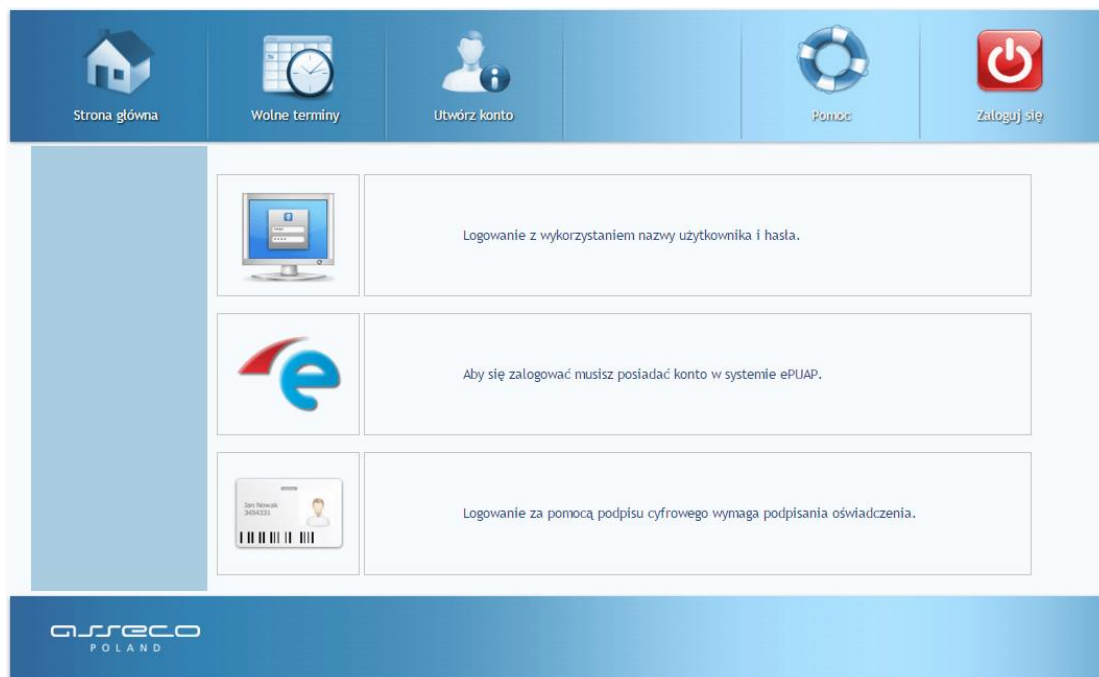 Strona główna
Wolne terminy
Utwórz konto
Pomoc
Zaloguj się
Logowanie z wykorzystaniem nazwy użytkownika i hasła.
Aby się zalogować musisz posiadać konto w systemie ePUAP.
Jan Nowak
3454331
Logowanie za pomocą podpisu cyfrowego wymaga podpisania oświadczenia.
asseco
POLAND